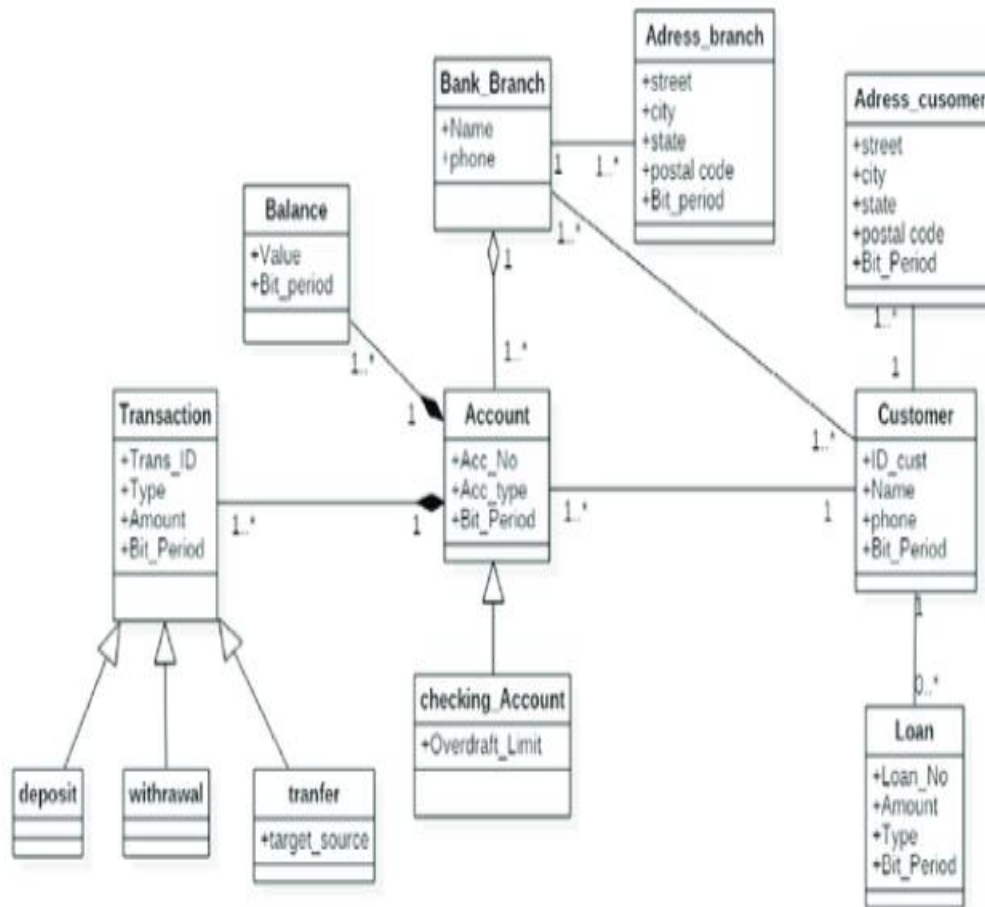 Adress_branch
+street
+city
+state
+postal code
+Bit_period
Bank_Branch
+Name
+phone
1
1..*
1..*
1
1..*
Adress_cusomer
+street
+city
+state
+postal code
+Bit_Period
1..*
1
Balance
+Value
+Bit_period
1..*
1
Transaction
+Trans_ID
+Type
+Amount
+Bit_Period
1..*
1
Account
+Acc_No
+Acc_type
+Bit_Period
1..*
1
1..*
Customer
+ID_cust
+Name
+phone
+Bit_Period
1
0..*
checking_Account
+Overdraft_Limit
deposit
withrawal
tranfer
+target_source
Loan
+Loan_No
+Amount
+Type
+Bit_Period